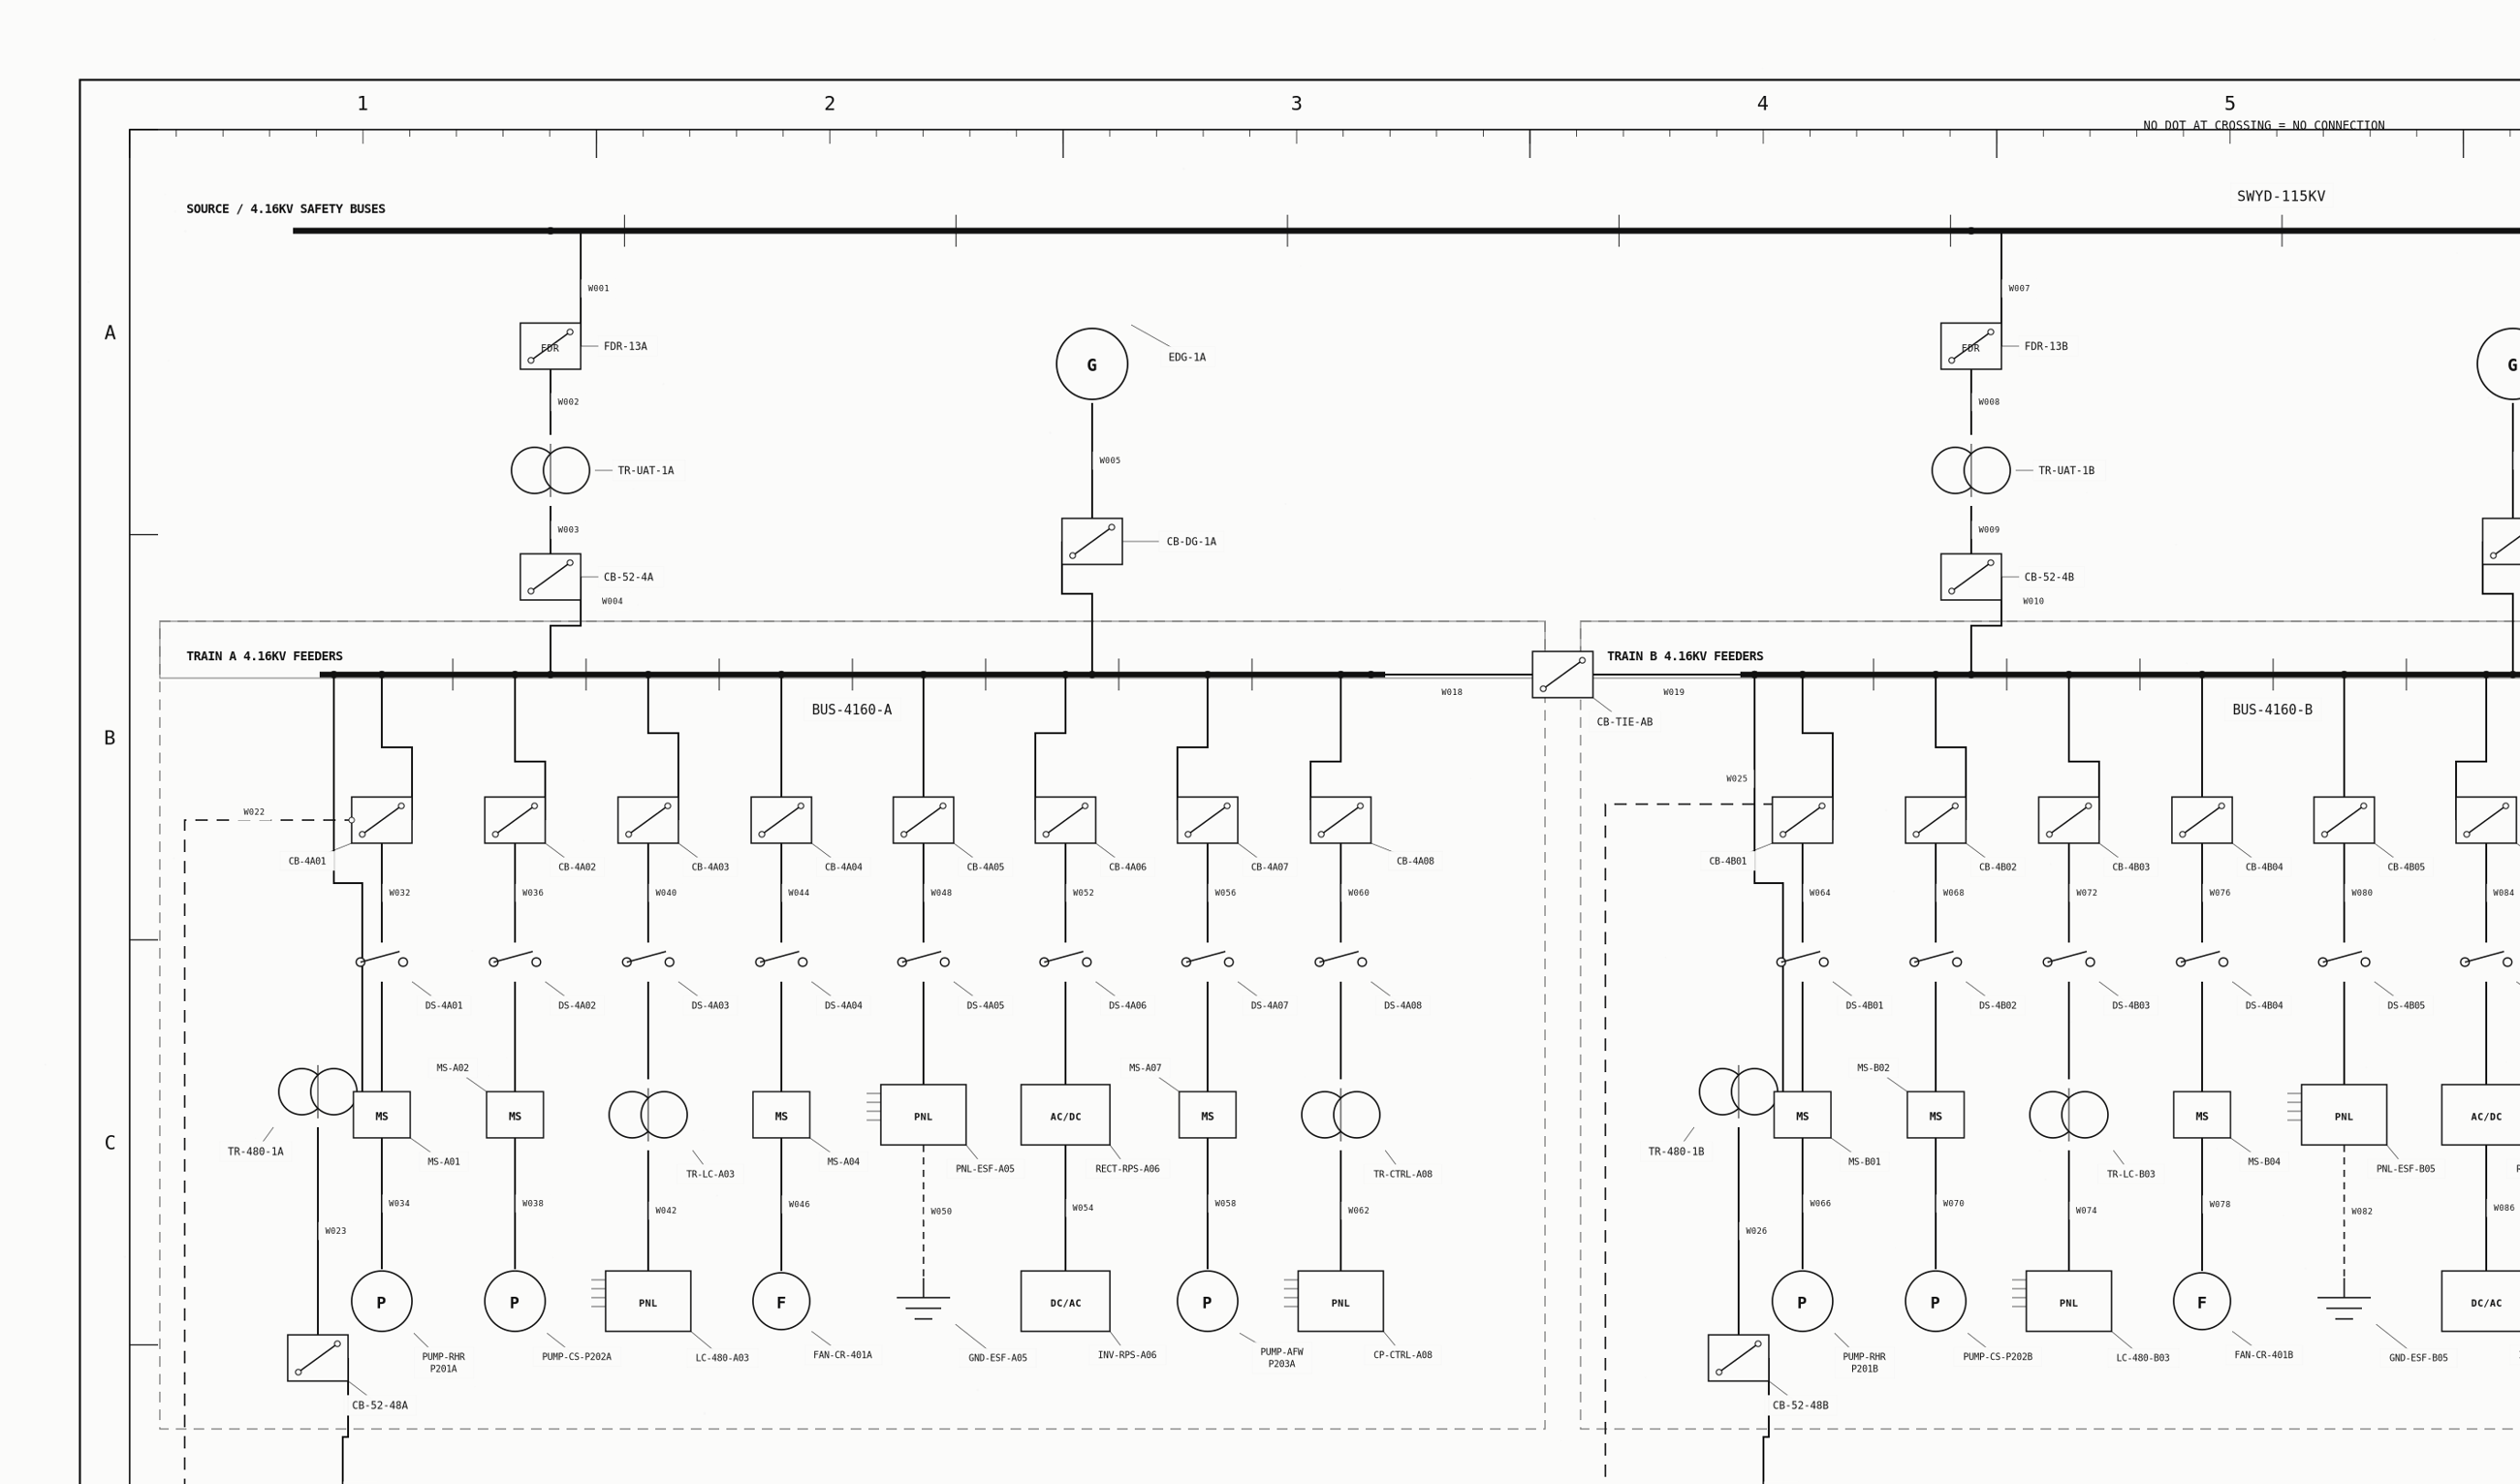 1 2 3 4 5
NO DOT AT CROSSING = NO CONNECTION
SWYD-115KV
SOURCE / 4.16KV SAFETY BUSES
W001 W007
A
FDR FDR-13A EDG-1A FDR FDR-13B
G G
W002 W008
W005
TR-UAT-1A TR-UAT-1B
W003 W009
CB-DG-1A
CB-52-4A CB-52-4B
W004 W010
TRAIN A 4.16KV FEEDERS TRAIN B 4.16KV FEEDERS
W018 W019
BUS-4160-A CB-TIE-AB BUS-4160-B
B
W025
W022
CB-4A01 CB-4A02 CB-4A03 CB-4A04 CB-4A05 CB-4A06 CB-4A07 CB-4A08 CB-4B01 CB-4B02 CB-4B03 CB-4B04 CB-4B05
W032 W036 W040 W044 W048 W052 W056 W060 W064 W068 W072 W076 W080 W084
DS-4A01 DS-4A02 DS-4A03 DS-4A04 DS-4A05 DS-4A06 DS-4A07 DS-4A08 DS-4B01 DS-4B02 DS-4B03 DS-4B04 DS-4B05
MS-A02 MS-A07 MS-B02
MS MS MS PNL AC/DC MS MS MS MS PNL AC/DC
C
TR-480-1A MS-A01 TR-LC-A03 MS-A04 PNL-ESF-A05 RECT-RPS-A06 TR-CTRL-A08 TR-480-1B MS-B01 TR-LC-B03 MS-B04 PNL-ESF-B05
W034 W038 W042 W046 W050 W054 W058 W062 W066 W070 W074 W078 W082 W086
W023 W026
P P PNL F DC/AC P PNL P P PNL F DC/AC
PUMP-RHR P201A PUMP-CS-P202A LC-480-A03 FAN-CR-401A GND-ESF-A05 INV-RPS-A06 PUMP-AFW P203A CP-CTRL-A08 PUMP-RHR P201B PUMP-CS-P202B LC-480-B03 FAN-CR-401B GND-ESF-B05
CB-52-48A CB-52-48B